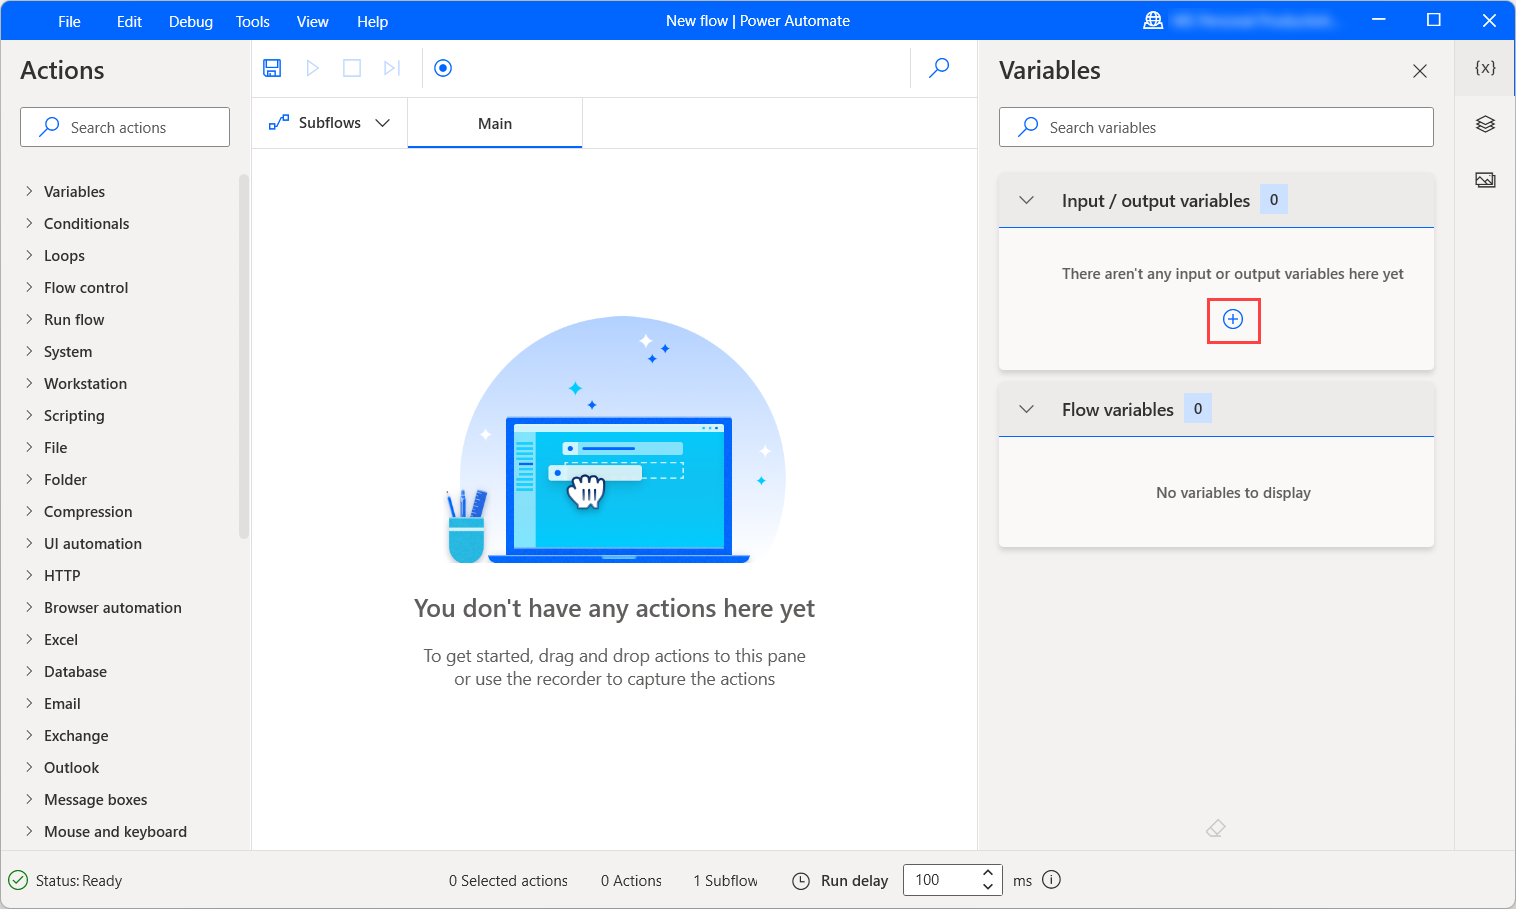 File Edit Debug Tools View Help New flow | Power Automate
Actions
Search actions
Variables
Conditionals
Loops
Flow control
Run flow
System
Workstation
Scripting
File
Folder
Compression
UI automation
HTTP
Browser automation
Excel
Database
Email
Exchange
Outlook
Message boxes
Mouse and keyboard
Subflows Main
You don't have any actions here yet
To get started, drag and drop actions to this pane
or use the recorder to capture the actions
Variables
{x}
Search variables
Input / output variables 0
There aren't any input or output variables here yet
Flow variables 0
No variables to display
Status: Ready 0 Selected actions 0 Actions 1 Subflow Run delay 100 ms